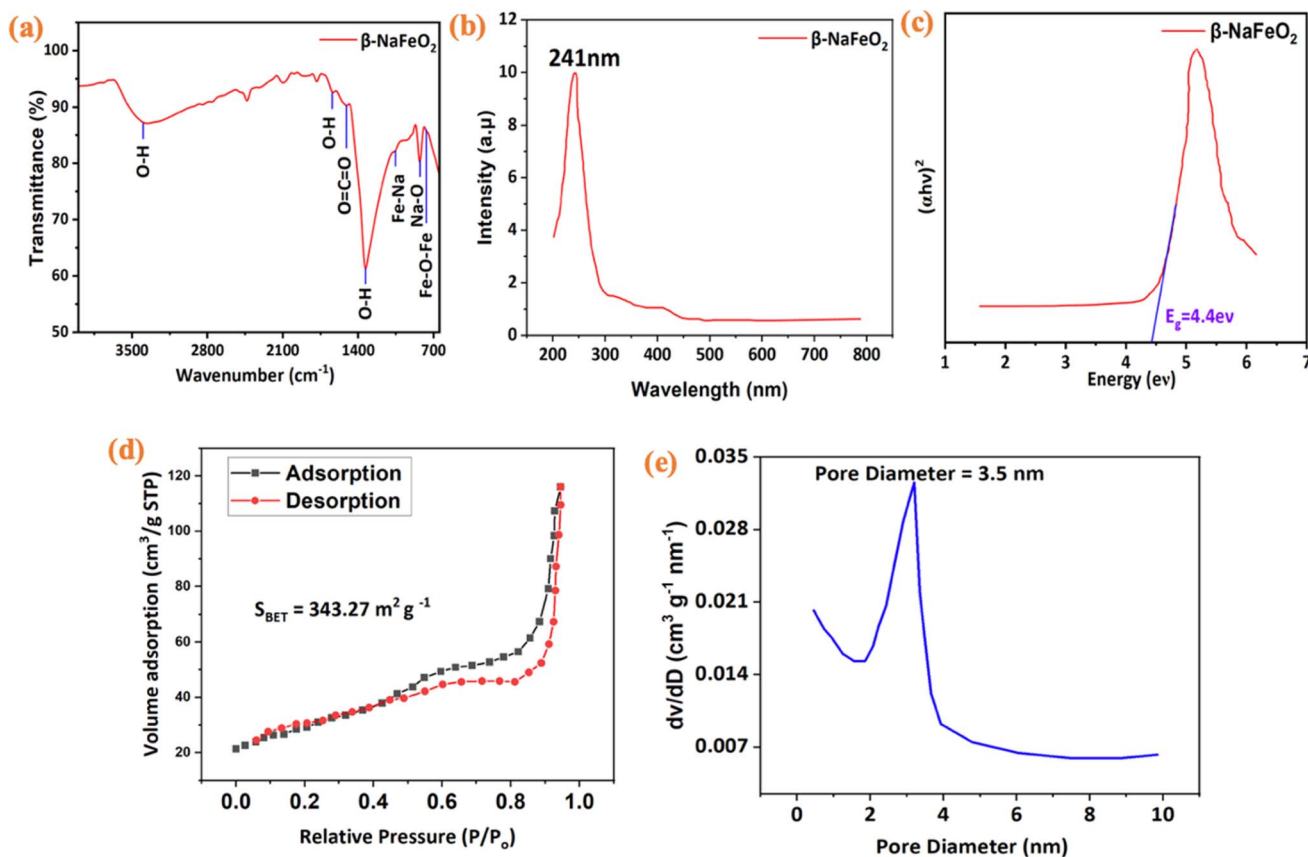 (a)
β-NaFeO₂
Transmittance (%)
100
90
80
70
60
50
O-H
O-H
O=C=O
O-H
Fe-Na
Na-O
Fe-O-Fe
3500 2800 2100 1400 700
Wavenumber (cm⁻¹)
(b)
β-NaFeO₂
241nm
Intensity (a.µ)
12
10
8
6
4
2
0
200 300 400 500 600 700 800
Wavelength (nm)
(c)
β-NaFeO₂
(αhν)²
E_g=4.4ev
1 2 3 4 5 6 7
Energy (eν)
(d)
Adsorption
Desorption
Volume adsorption (cm³/g STP)
120
100
80
60
40
20
S_BET = 343.27 m² g⁻¹
0.0 0.2 0.4 0.6 0.8 1.0
Relative Pressure (P/Pₒ)
(e)
Pore Diameter = 3.5 nm
dv/dD (cm³ g⁻¹ nm⁻¹)
0.035
0.028
0.021
0.014
0.007
0 2 4 6 8 10
Pore Diameter (nm)